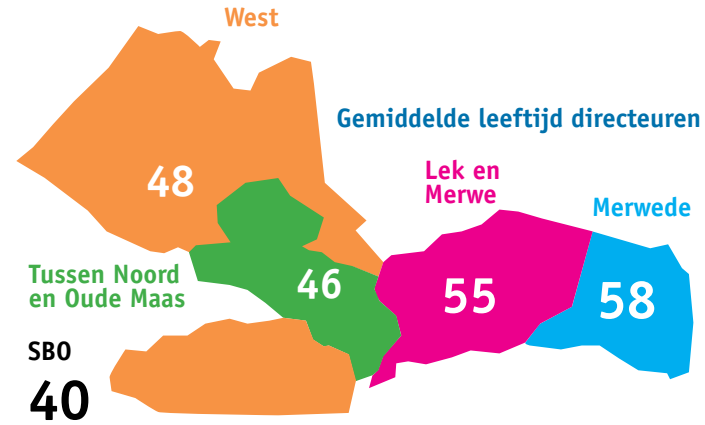 West
Gemiddelde leeftijd directeuren
48
Lek en
Merwe
Merwede
Tussen Noord
en Oude Maas
46
55
58
SBO
40